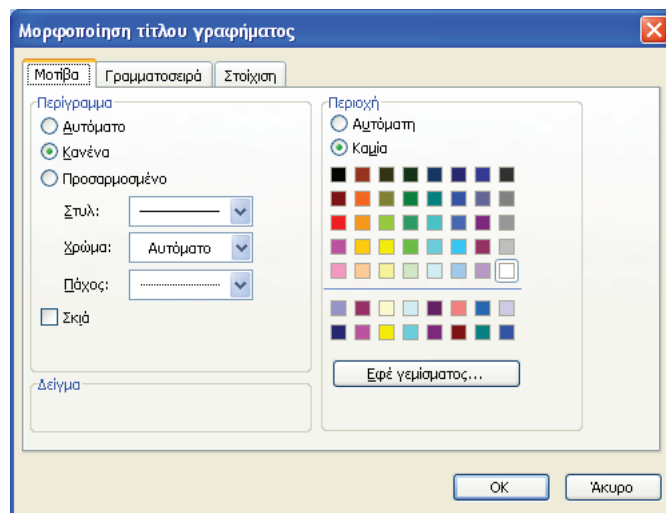 Μορφοποίηση τίτλου γραφήματος
Μοτίβα Γραμματοσειρά Στοίχιση
Περίγραμμα
Αυτόματο
Κανένα
Προσαρμοσμένο
Στυλ:
Χρώμα: Αυτόματο
Πάχος:
Σκιά
Δείγμα
Περιοχή
Αυτόματη
Καμία
Εφέ γεμίσματος...
OK Άκυρο